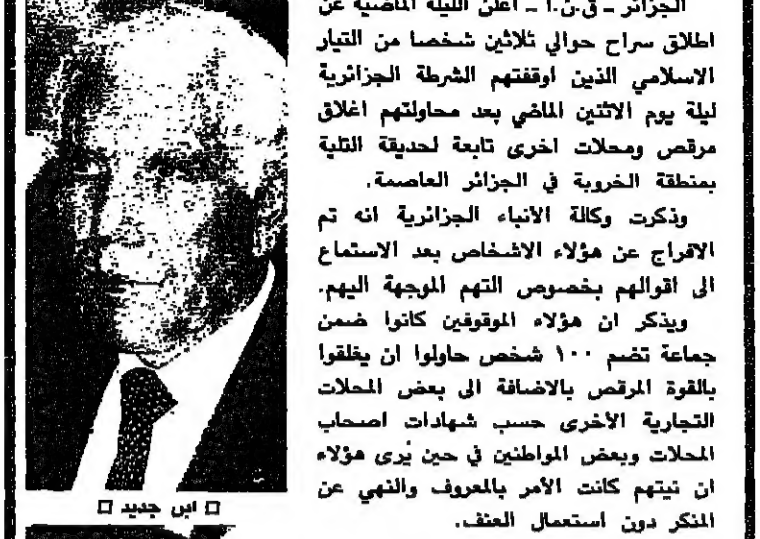 الجزائر ـ ق.ن.ا ـ اعلن الليلة الماضية عن
اطلاق سراح حوالي ثلاثين شخصا من التيار
الاسلامي الذين اوقفتهم الشرطة الجزائرية
ليلة يوم الاثنين الماضي بعد محاولتهم اغلاق
مرقص ومحلات اخرى تابعة لحديقة التلية
بمنطقة الخروبة في الجزائر العاصمة.
وذكرت وكالة الأنباء الجزائرية انه تم
الافراج عن هؤلاء الاشخاص بعد الاستماع
الى اقوالهم بخصوص التهم الموجهة اليهم.
ويذكر ان هؤلاء الموقوفين كانوا ضمن
جماعة تضم ١٠٠ شخص حاولوا ان يغلقوا
بالقوة المرقص بالاضافة الى بعض المحلات
التجارية الأخرى حسب شهادات اصحاب
المحلات وبعض المواطنين في حين يُرى هؤلاء
ان نيتهم كانت الأمر بالمعروف والنهي عن
المنكر دون استعمال العنف.
□ ابن جديد □